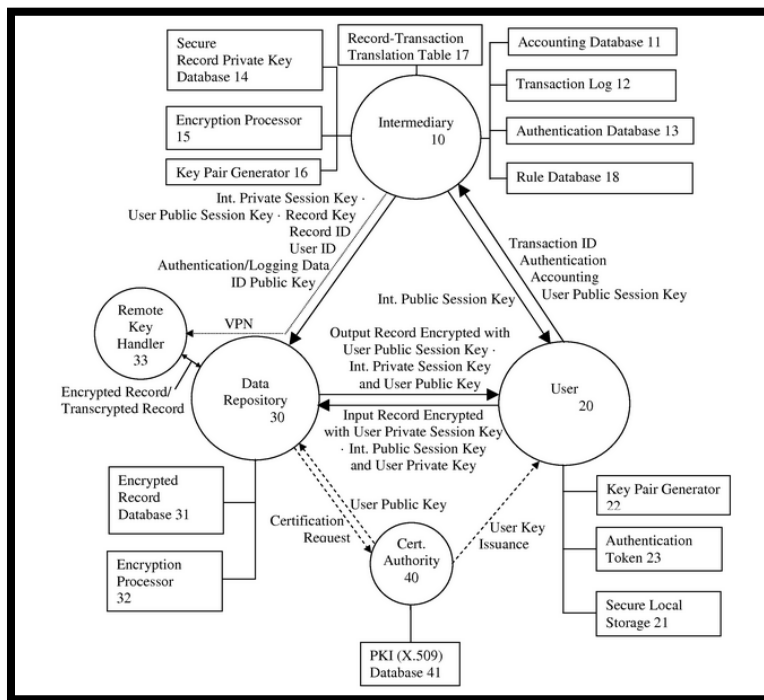 Secure
Record Private Key
Database 14
Record-Transaction
Translation Table 17
Accounting Database 11
Transaction Log 12
Encryption Processor
15
Intermediary
10
Authentication Database 13
Key Pair Generator 16
Rule Database 18
Int. Private Session Key ·
User Public Session Key · Record Key
Record ID
User ID
Authentication/Logging Data
ID Public Key
Transaction ID
Authentication
Accounting
User Public Session Key
Int. Public Session Key
Remote
Key
Handler
33
VPN
Output Record Encrypted with
User Public Session Key ·
Int. Private Session Key
and User Public Key
Encrypted Record/
Transcrypted Record
Data
Repository
30
User
20
Input Record Encrypted
with User Private Session Key
· Int. Public Session Key
and User Private Key
Encrypted
Record
Database 31
Key Pair Generator
22
User Public Key
Certification
Request
User Key
Issuance
Cert.
Authority
40
Authentication
Token 23
Encryption
Processor
32
Secure Local
Storage 21
PKI (X.509)
Database 41